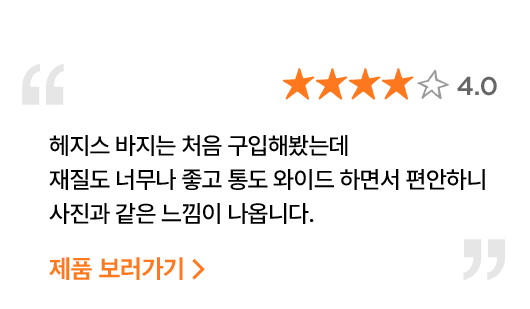 4.0
헤지스 바지는 처음 구입해봤는데
재질도 너무나 좋고 통도 와이드 하면서 편안하니
사진과 같은 느낌이 나옵니다.
제품 보러가기 >